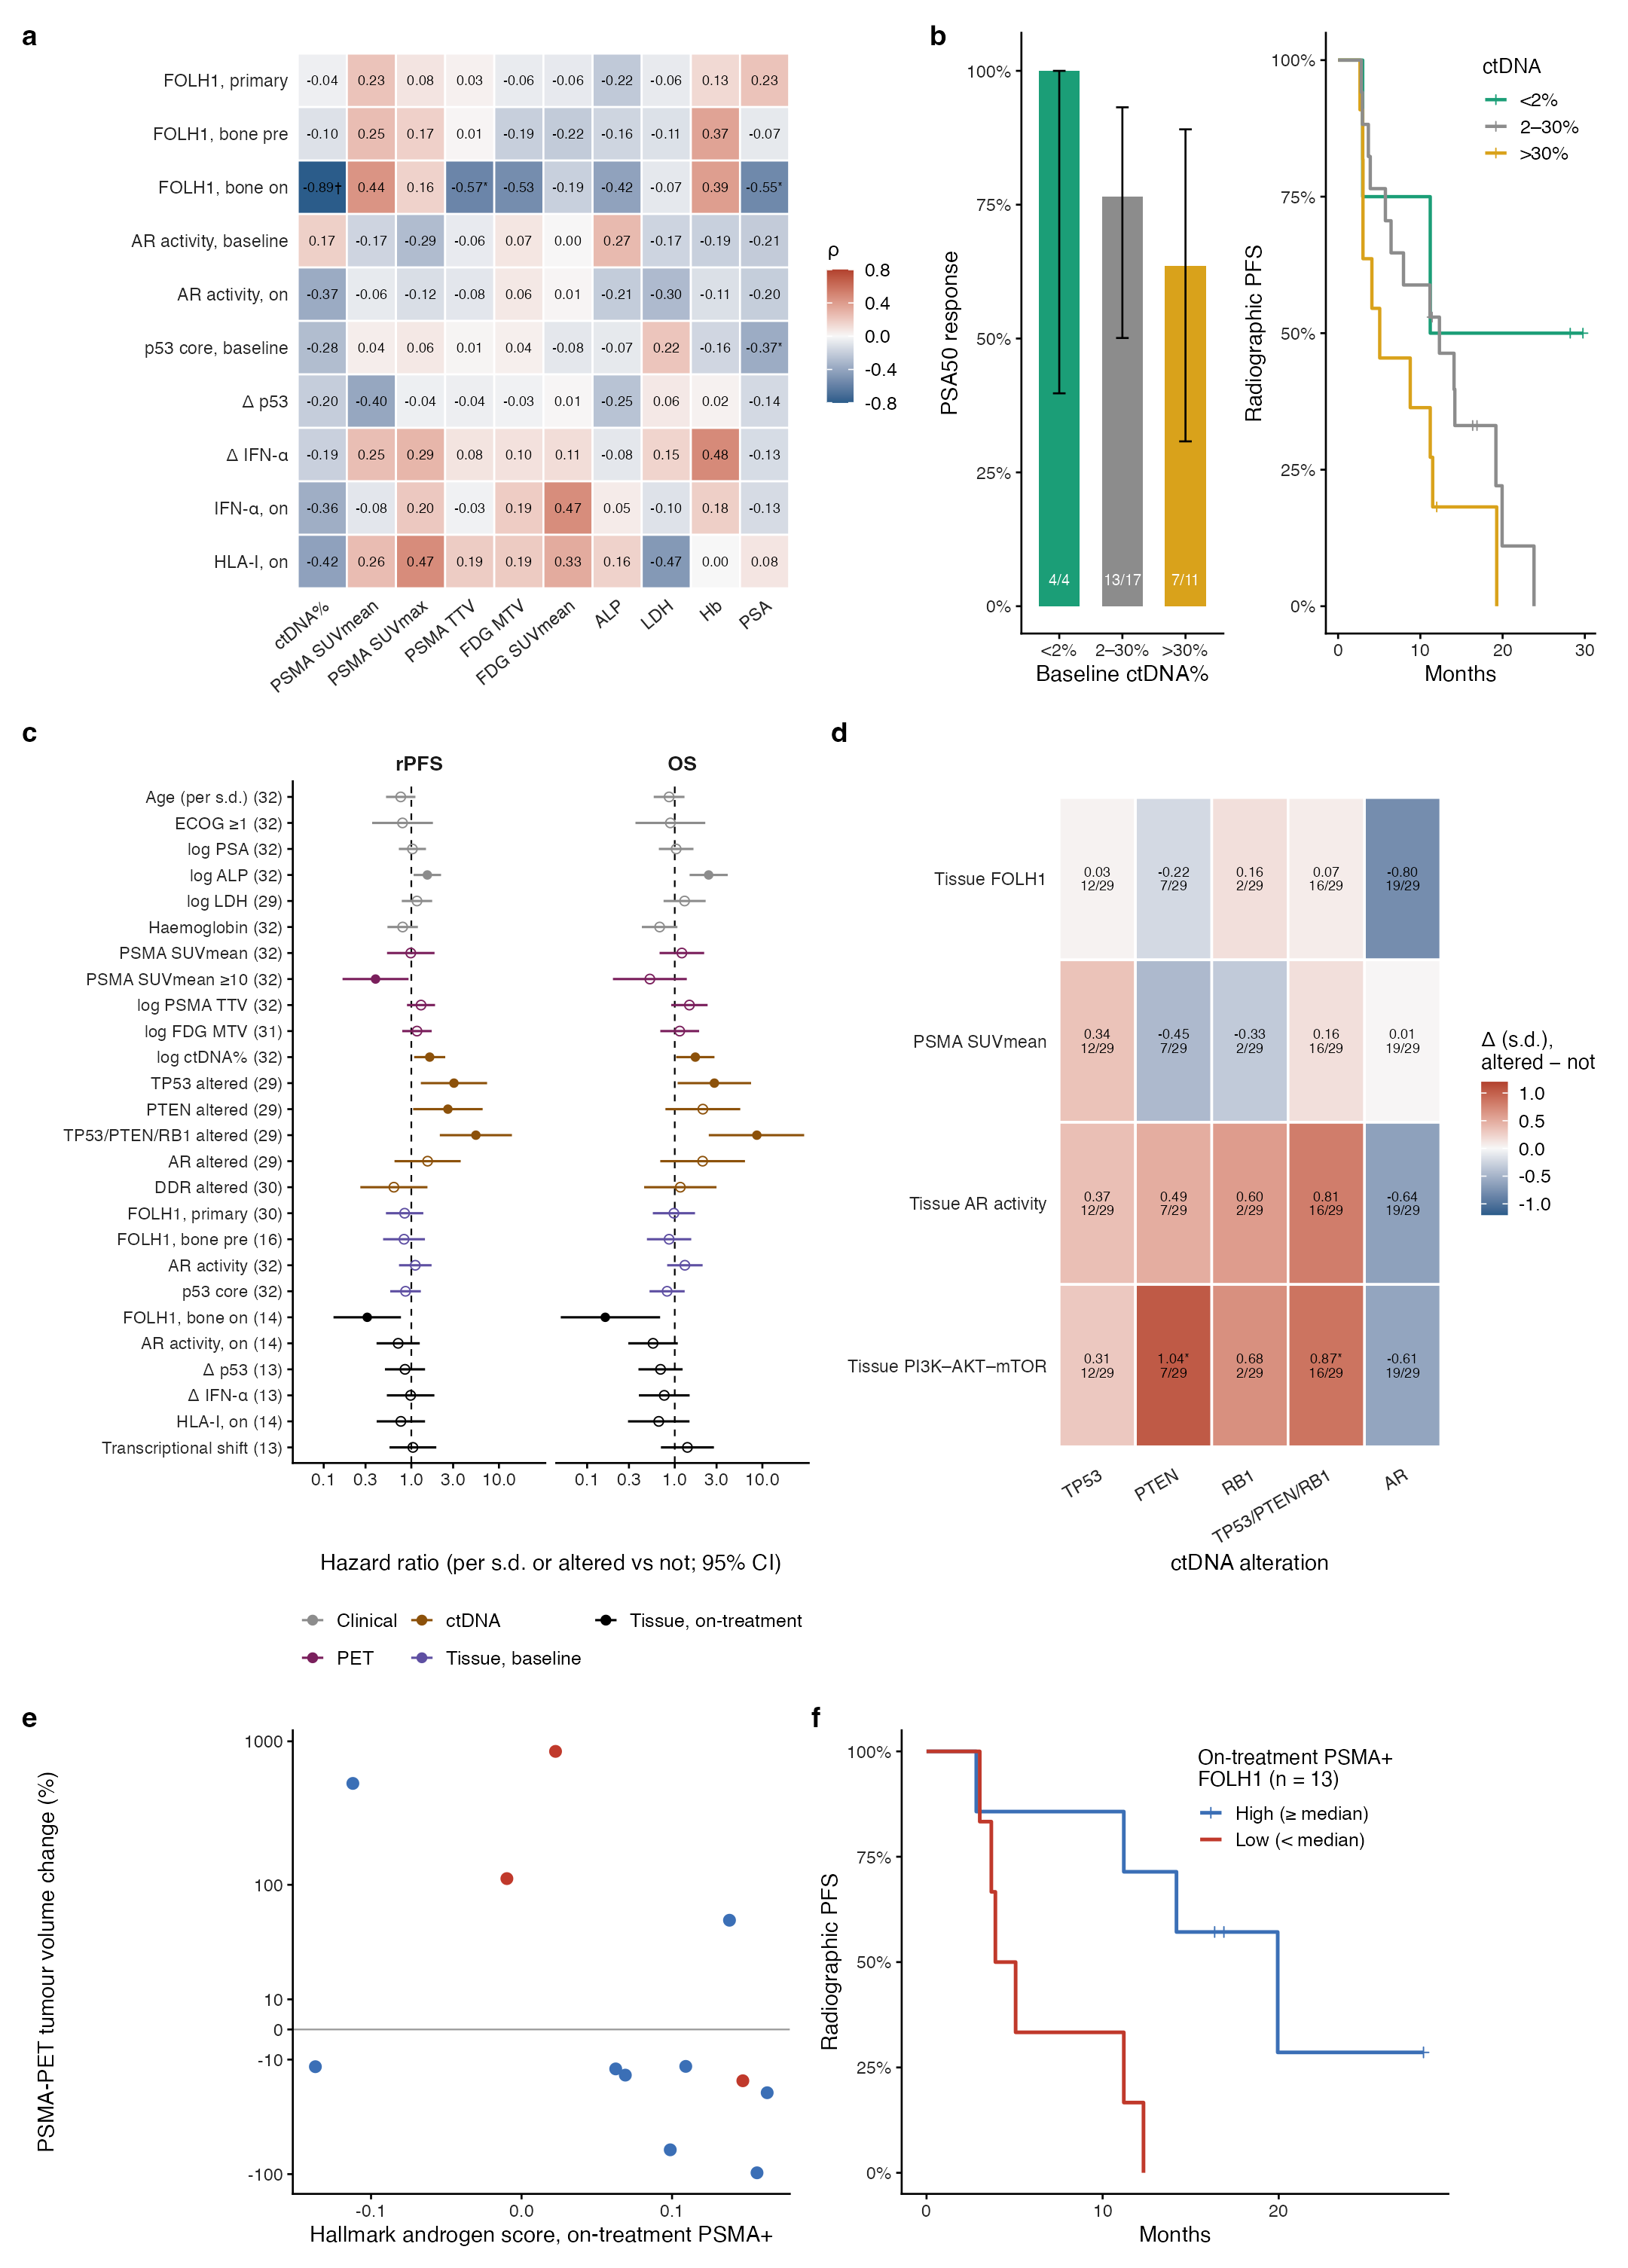 a
FOLH1, primary -0.04 0.23 0.08 0.03 -0.06 -0.06 -0.22 -0.06 0.13 0.23
FOLH1, bone pre -0.10 0.25 0.17 0.01 -0.19 -0.22 -0.16 -0.11 0.37 -0.07
FOLH1, bone on -0.89† 0.44 0.16 -0.57* -0.53 -0.19 -0.42 -0.07 0.39 -0.55*
AR activity, baseline 0.17 -0.17 -0.29 -0.06 0.07 0.00 0.27 -0.17 -0.19 -0.21
AR activity, on -0.37 -0.06 -0.12 -0.08 0.06 0.01 -0.21 -0.30 -0.11 -0.20
p53 core, baseline -0.28 0.04 0.06 0.01 0.04 -0.08 -0.07 0.22 -0.16 -0.37*
Δ p53 -0.20 -0.40 -0.04 -0.04 -0.03 0.01 -0.25 0.06 0.02 -0.14
Δ IFN-α -0.19 0.25 0.29 0.08 0.10 0.11 -0.08 0.15 0.48 -0.13
IFN-α, on -0.36 -0.08 0.20 -0.03 0.19 0.47 0.05 -0.10 0.18 -0.13
HLA-I, on -0.42 0.26 0.47 0.19 0.19 0.33 0.16 -0.47 0.00 0.08
ctDNA% PSMA SUVmean PSMA SUVmax PSMA TTV FDG MTV FDG SUVmean ALP LDH Hb PSA
ρ
0.8
0.4
0.0
-0.4
-0.8
b
PSA50 response
100%
75%
50%
25%
0%
4/4 13/17 7/11
<2% 2–30% >30%
Baseline ctDNA%
Radiographic PFS
100%
75%
50%
25%
0%
0 10 20 30
Months
ctDNA
<2%
2–30%
>30%
c
rPFS OS
Age (per s.d.) (32)
ECOG ≥1 (32)
log PSA (32)
log ALP (32)
log LDH (29)
Haemoglobin (32)
PSMA SUVmean (32)
PSMA SUVmean ≥10 (32)
log PSMA TTV (32)
log FDG MTV (31)
log ctDNA% (32)
TP53 altered (29)
PTEN altered (29)
TP53/PTEN/RB1 altered (29)
AR altered (29)
DDR altered (30)
FOLH1, primary (30)
FOLH1, bone pre (16)
AR activity (32)
p53 core (32)
FOLH1, bone on (14)
AR activity, on (14)
Δ p53 (13)
Δ IFN-α (13)
HLA-I, on (14)
Transcriptional shift (13)
0.1 0.3 1.0 3.0 10.0 0.1 0.3 1.0 3.0 10.0
Hazard ratio (per s.d. or altered vs not; 95% CI)
Clinical ctDNA Tissue, on-treatment
PET Tissue, baseline
d
Tissue FOLH1
0.03 -0.22 0.16 0.07 -0.80
12/29 7/29 2/29 16/29 19/29
PSMA SUVmean
0.34 -0.45 -0.33 0.16 0.01
12/29 7/29 2/29 16/29 19/29
Tissue AR activity
0.37 0.49 0.60 0.81 -0.64
12/29 7/29 2/29 16/29 19/29
Tissue PI3K–AKT–mTOR
0.31 1.04* 0.68 0.87* -0.61
12/29 7/29 2/29 16/29 19/29
TP53 PTEN RB1 TP53/PTEN/RB1 AR
ctDNA alteration
Δ (s.d.),
altered – not
1.0
0.5
0.0
-0.5
-1.0
e
PSMA-PET tumour volume change (%)
1000
100
10
0
-10
-100
-0.1 0.0 0.1
Hallmark androgen score, on-treatment PSMA+
f
Radiographic PFS
100%
75%
50%
25%
0%
0 10 20
Months
On-treatment PSMA+
FOLH1 (n = 13)
High (≥ median)
Low (< median)